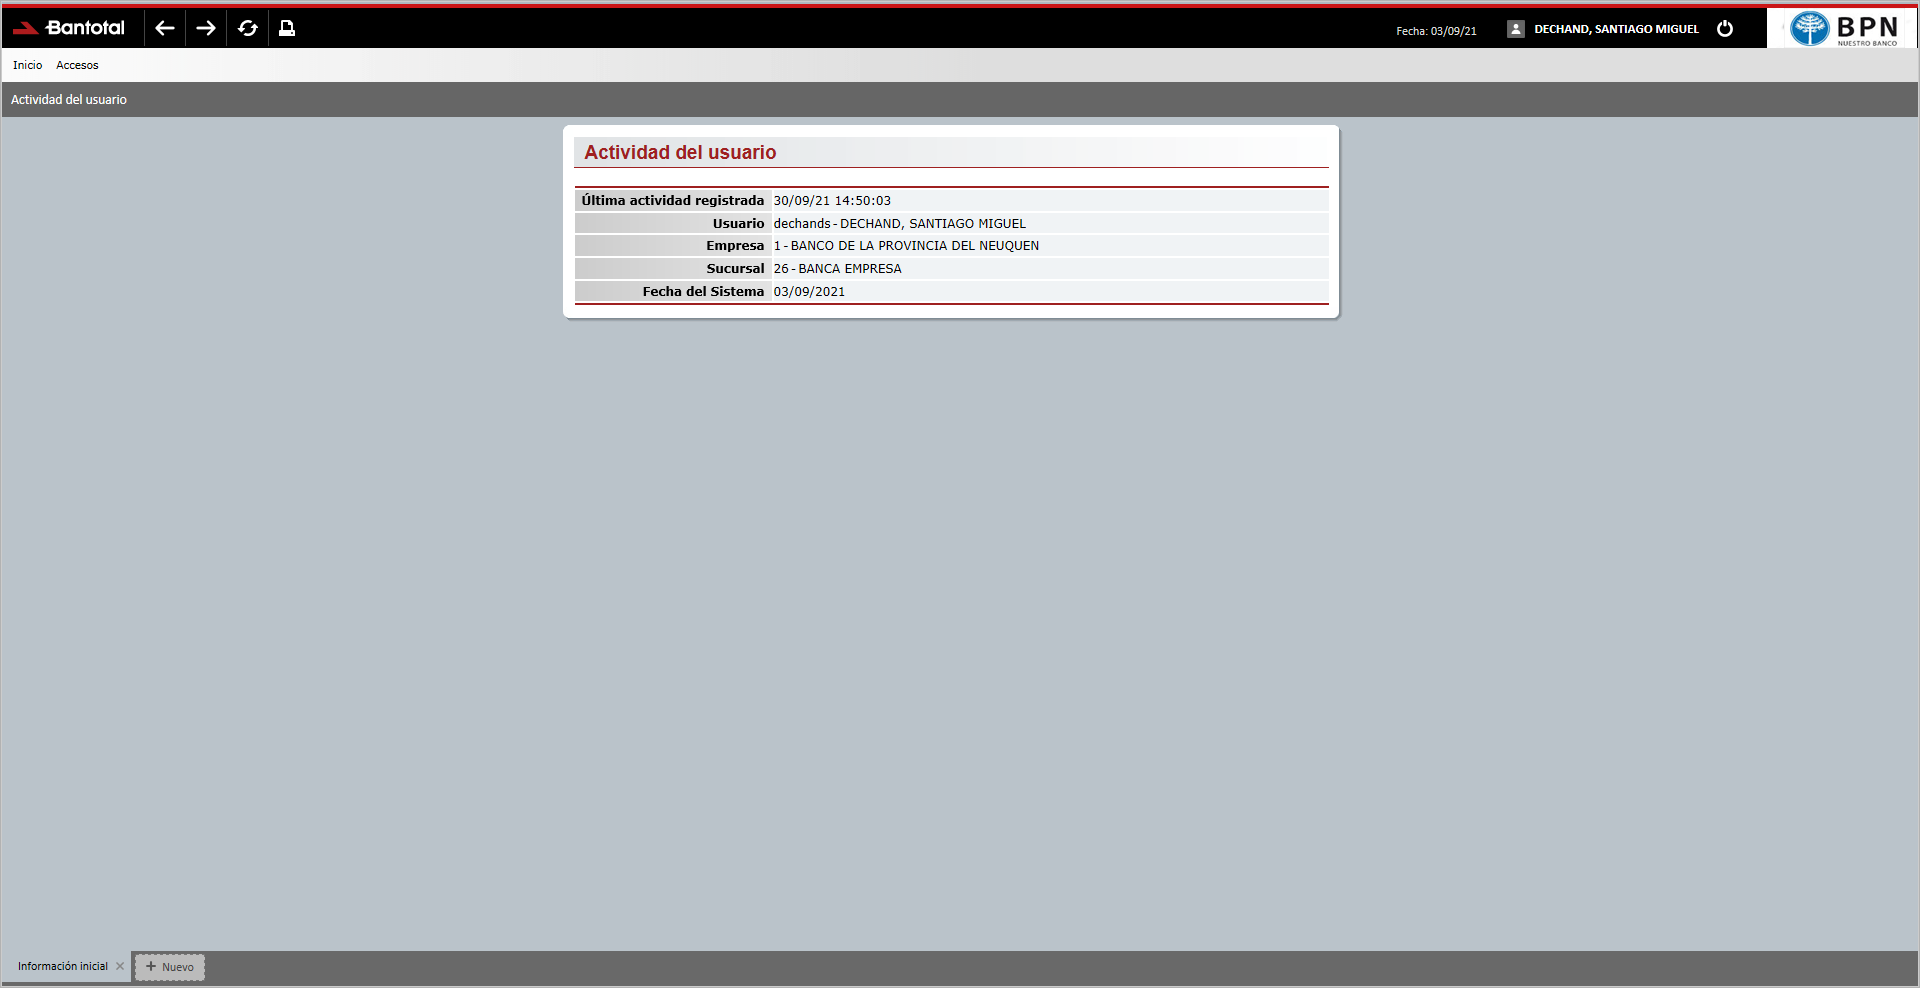 Bantotal
Fecha: 03/09/21
DECHAND, SANTIAGO MIGUEL
BPN
NUESTRO BANCO
Inicio Accesos
Actividad del usuario
Actividad del usuario
Última actividad registrada 30/09/21 14:50:03
Usuario dechands - DECHAND, SANTIAGO MIGUEL
Empresa 1 - BANCO DE LA PROVINCIA DEL NEUQUEN
Sucursal 26 - BANCA EMPRESA
Fecha del Sistema 03/09/2021
Información inicial
+ Nuevo